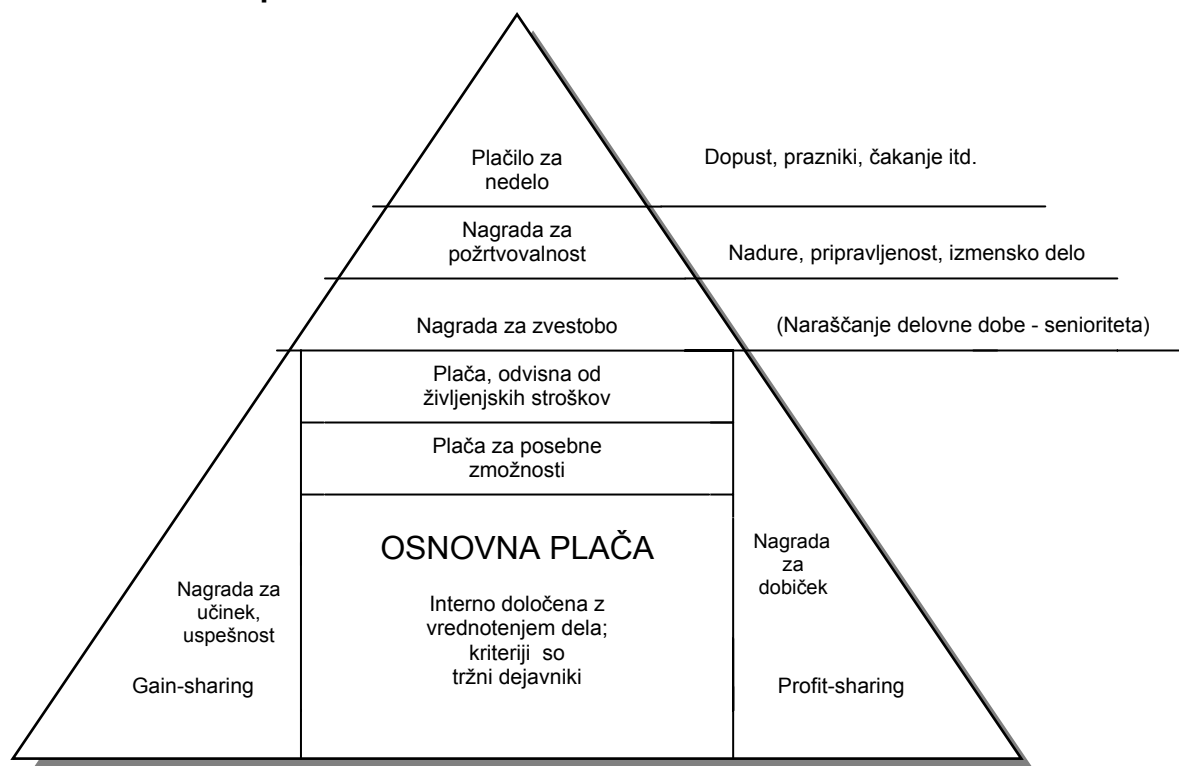 Plačilo za
nedelo
Dopust, prazniki, čakanje itd.
Nagrada za
požrtvovalnost
Nadure, pripravljenost, izmensko delo
Nagrada za zvestobo
(Naraščanje delovne dobe - senioriteta)
Plača, odvisna od
življenjskih stroškov
Plača za posebne
zmožnosti
OSNOVNA PLAČA
Interno določena z
vrednotenjem dela;
kriteriji so
tržni dejavniki
Nagrada za
učinek,
uspešnost
Gain-sharing
Nagrada
za
dobiček
Profit-sharing